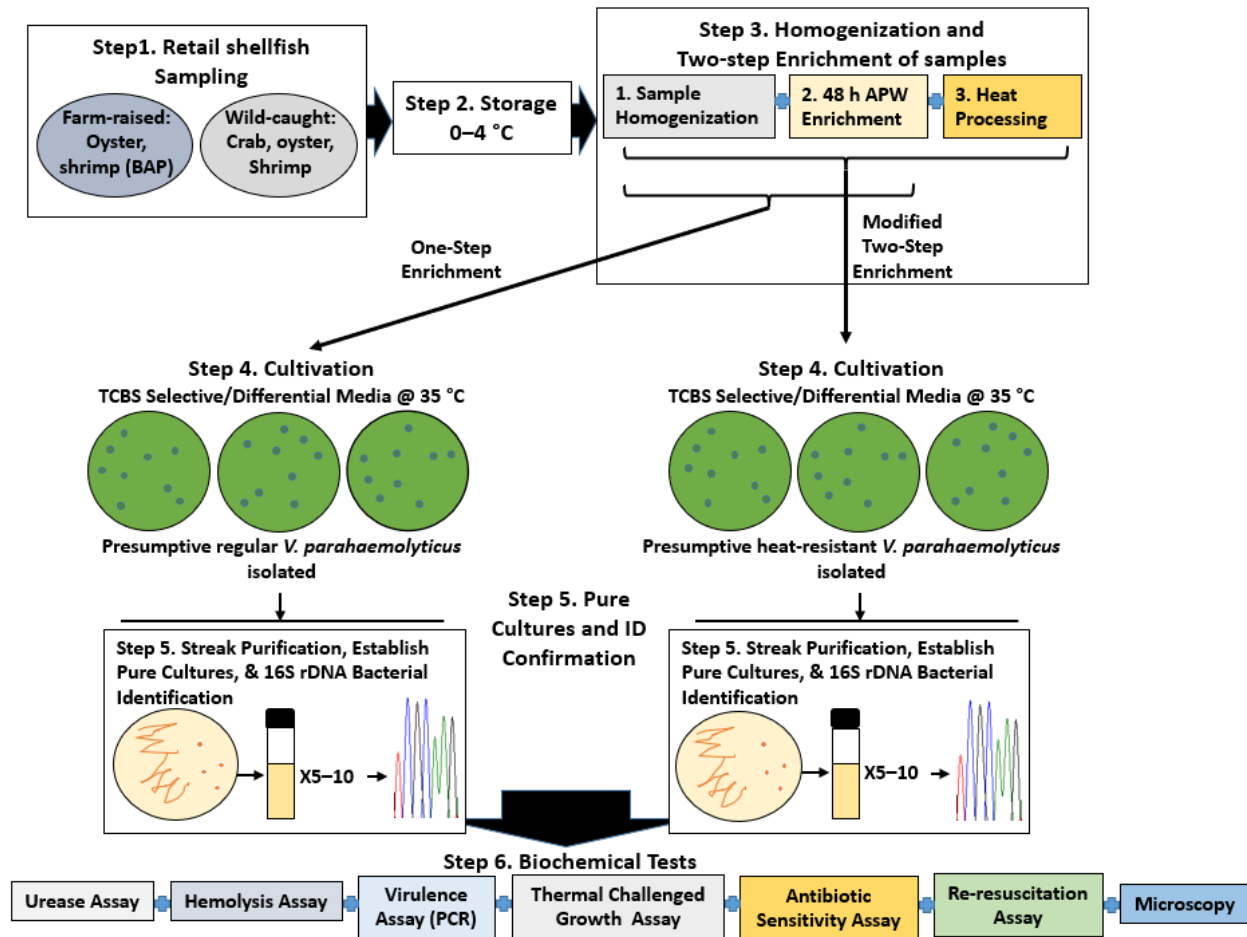 Step1. Retail shellfish
Sampling
Farm-raised:
Oyster,
shrimp (BAP)
Wild-caught:
Crab, oyster,
Shrimp
Step 2. Storage
0–4 °C
Step 3. Homogenization and
Two-step Enrichment of samples
1. Sample
Homogenization
2. 48 h APW
Enrichment
3. Heat
Processing
One-Step
Enrichment
Modified
Two-Step
Enrichment
Step 4. Cultivation
TCBS Selective/Differential Media @ 35 °C
Presumptive regular V. parahaemolyticus
isolated
Step 4. Cultivation
TCBS Selective/Differential Media @ 35 °C
Presumptive heat-resistant V. parahaemolyticus
isolated
Step 5. Pure
Cultures and ID
Confirmation
Step 5. Streak Purification, Establish
Pure Cultures, & 16S rDNA Bacterial
Identification
X5–10
Step 5. Streak Purification, Establish
Pure Cultures, & 16S rDNA Bacterial
Identification
X5–10
Step 6. Biochemical Tests
Urease Assay
Hemolysis Assay
Virulence
Assay (PCR)
Thermal Challenged
Growth Assay
Antibiotic
Sensitivity Assay
Re-resuscitation
Assay
Microscopy